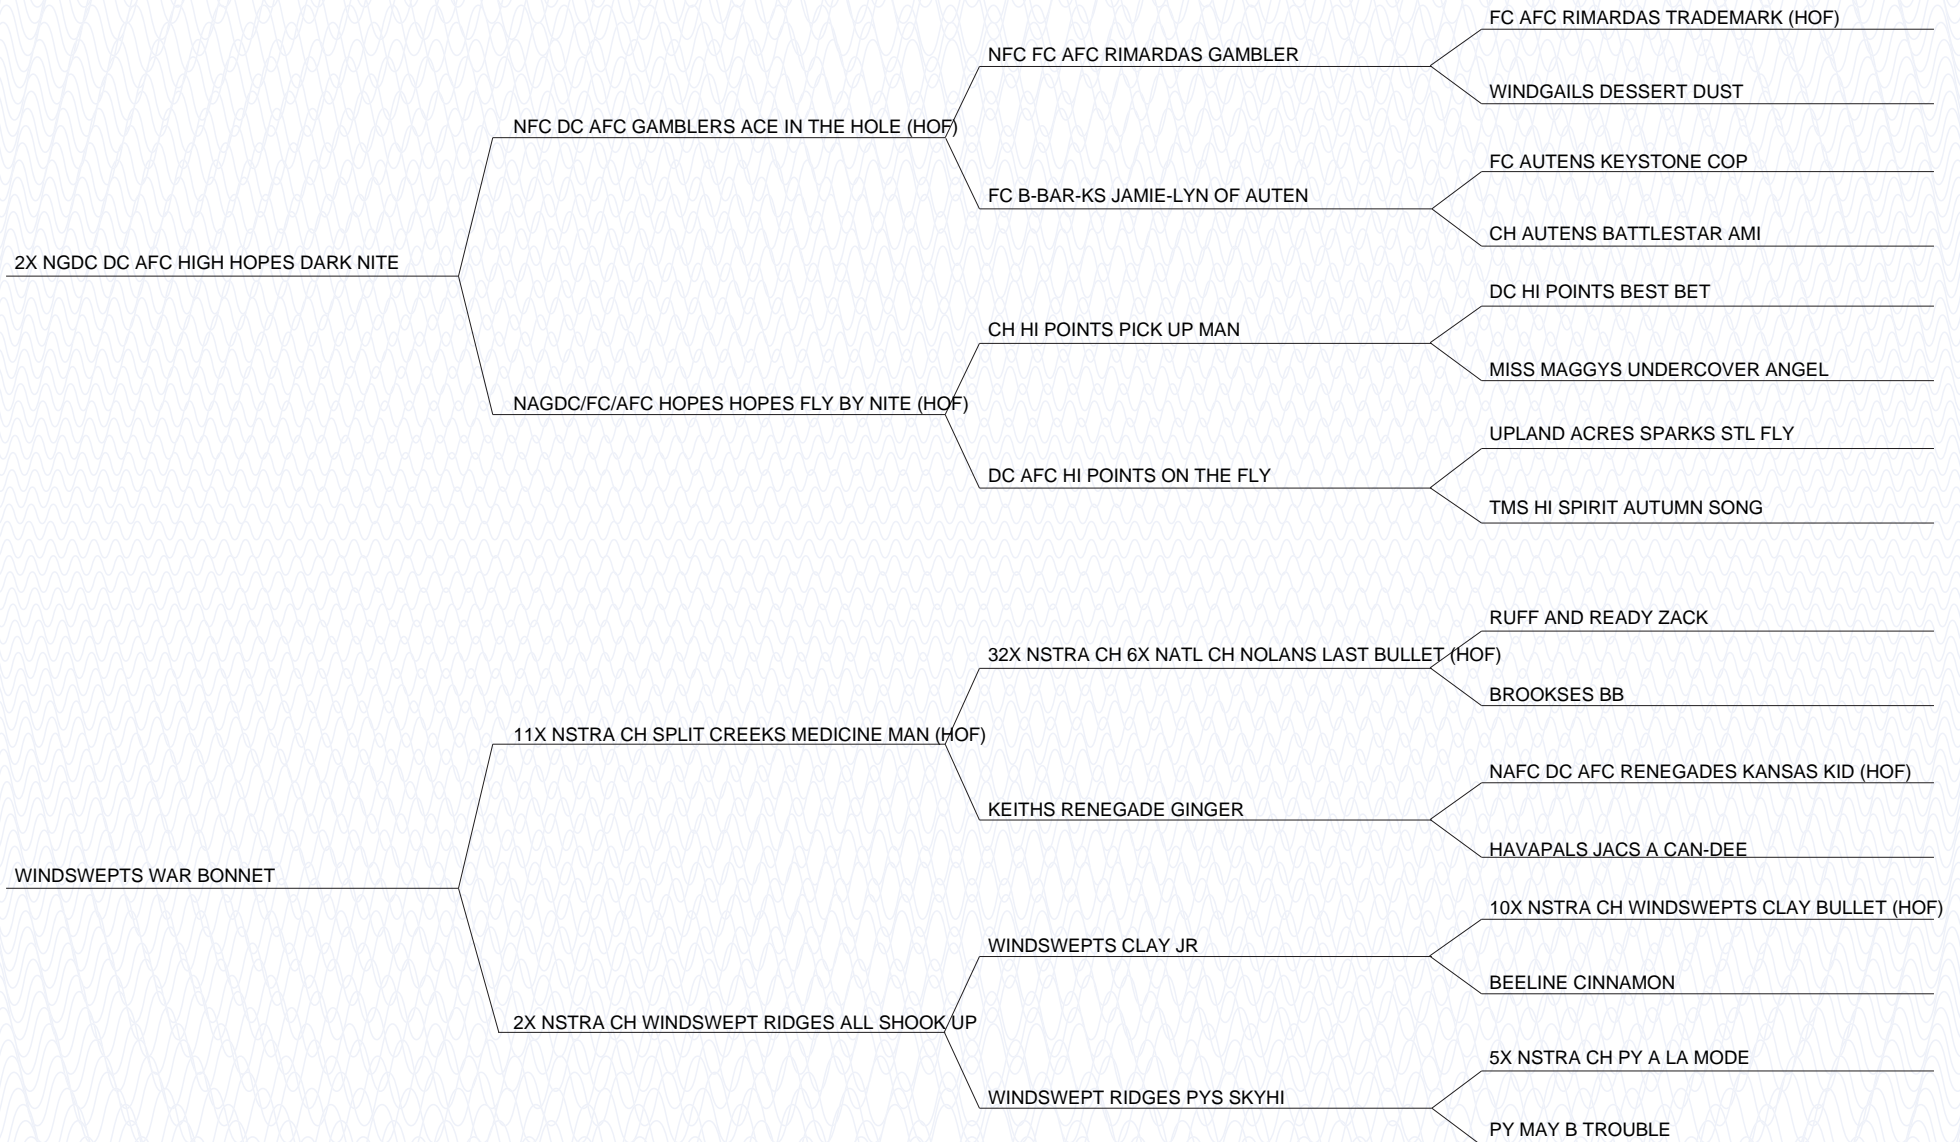 FC AFC RIMARDAS TRADEMARK (HOF)
NFC FC AFC RIMARDAS GAMBLER
WINDGAILS DESSERT DUST
NFC DC AFC GAMBLERS ACE IN THE HOLE (HOF)
FC AUTENS KEYSTONE COP
FC B-BAR-KS JAMIE-LYN OF AUTEN
CH AUTENS BATTLESTAR AMI
2X NGDC DC AFC HIGH HOPES DARK NITE
DC HI POINTS BEST BET
CH HI POINTS PICK UP MAN
MISS MAGGYS UNDERCOVER ANGEL
NAGDC/FC/AFC HOPES HOPES FLY BY NITE (HOF)
UPLAND ACRES SPARKS STL FLY
DC AFC HI POINTS ON THE FLY
TMS HI SPIRIT AUTUMN SONG
RUFF AND READY ZACK
32X NSTRA CH 6X NATL CH NOLANS LAST BULLET (HOF)
BROOKSES BB
11X NSTRA CH SPLIT CREEKS MEDICINE MAN (HOF)
NAFC DC AFC RENEGADES KANSAS KID (HOF)
KEITHS RENEGADE GINGER
HAVAPALS JACS A CAN-DEE
WINDSWEPTS WAR BONNET
10X NSTRA CH WINDSWEPTS CLAY BULLET (HOF)
WINDSWEPTS CLAY JR
BEELINE CINNAMON
2X NSTRA CH WINDSWEPT RIDGES ALL SHOOK UP
5X NSTRA CH PY A LA MODE
WINDSWEPT RIDGES PYS SKYHI
PY MAY B TROUBLE